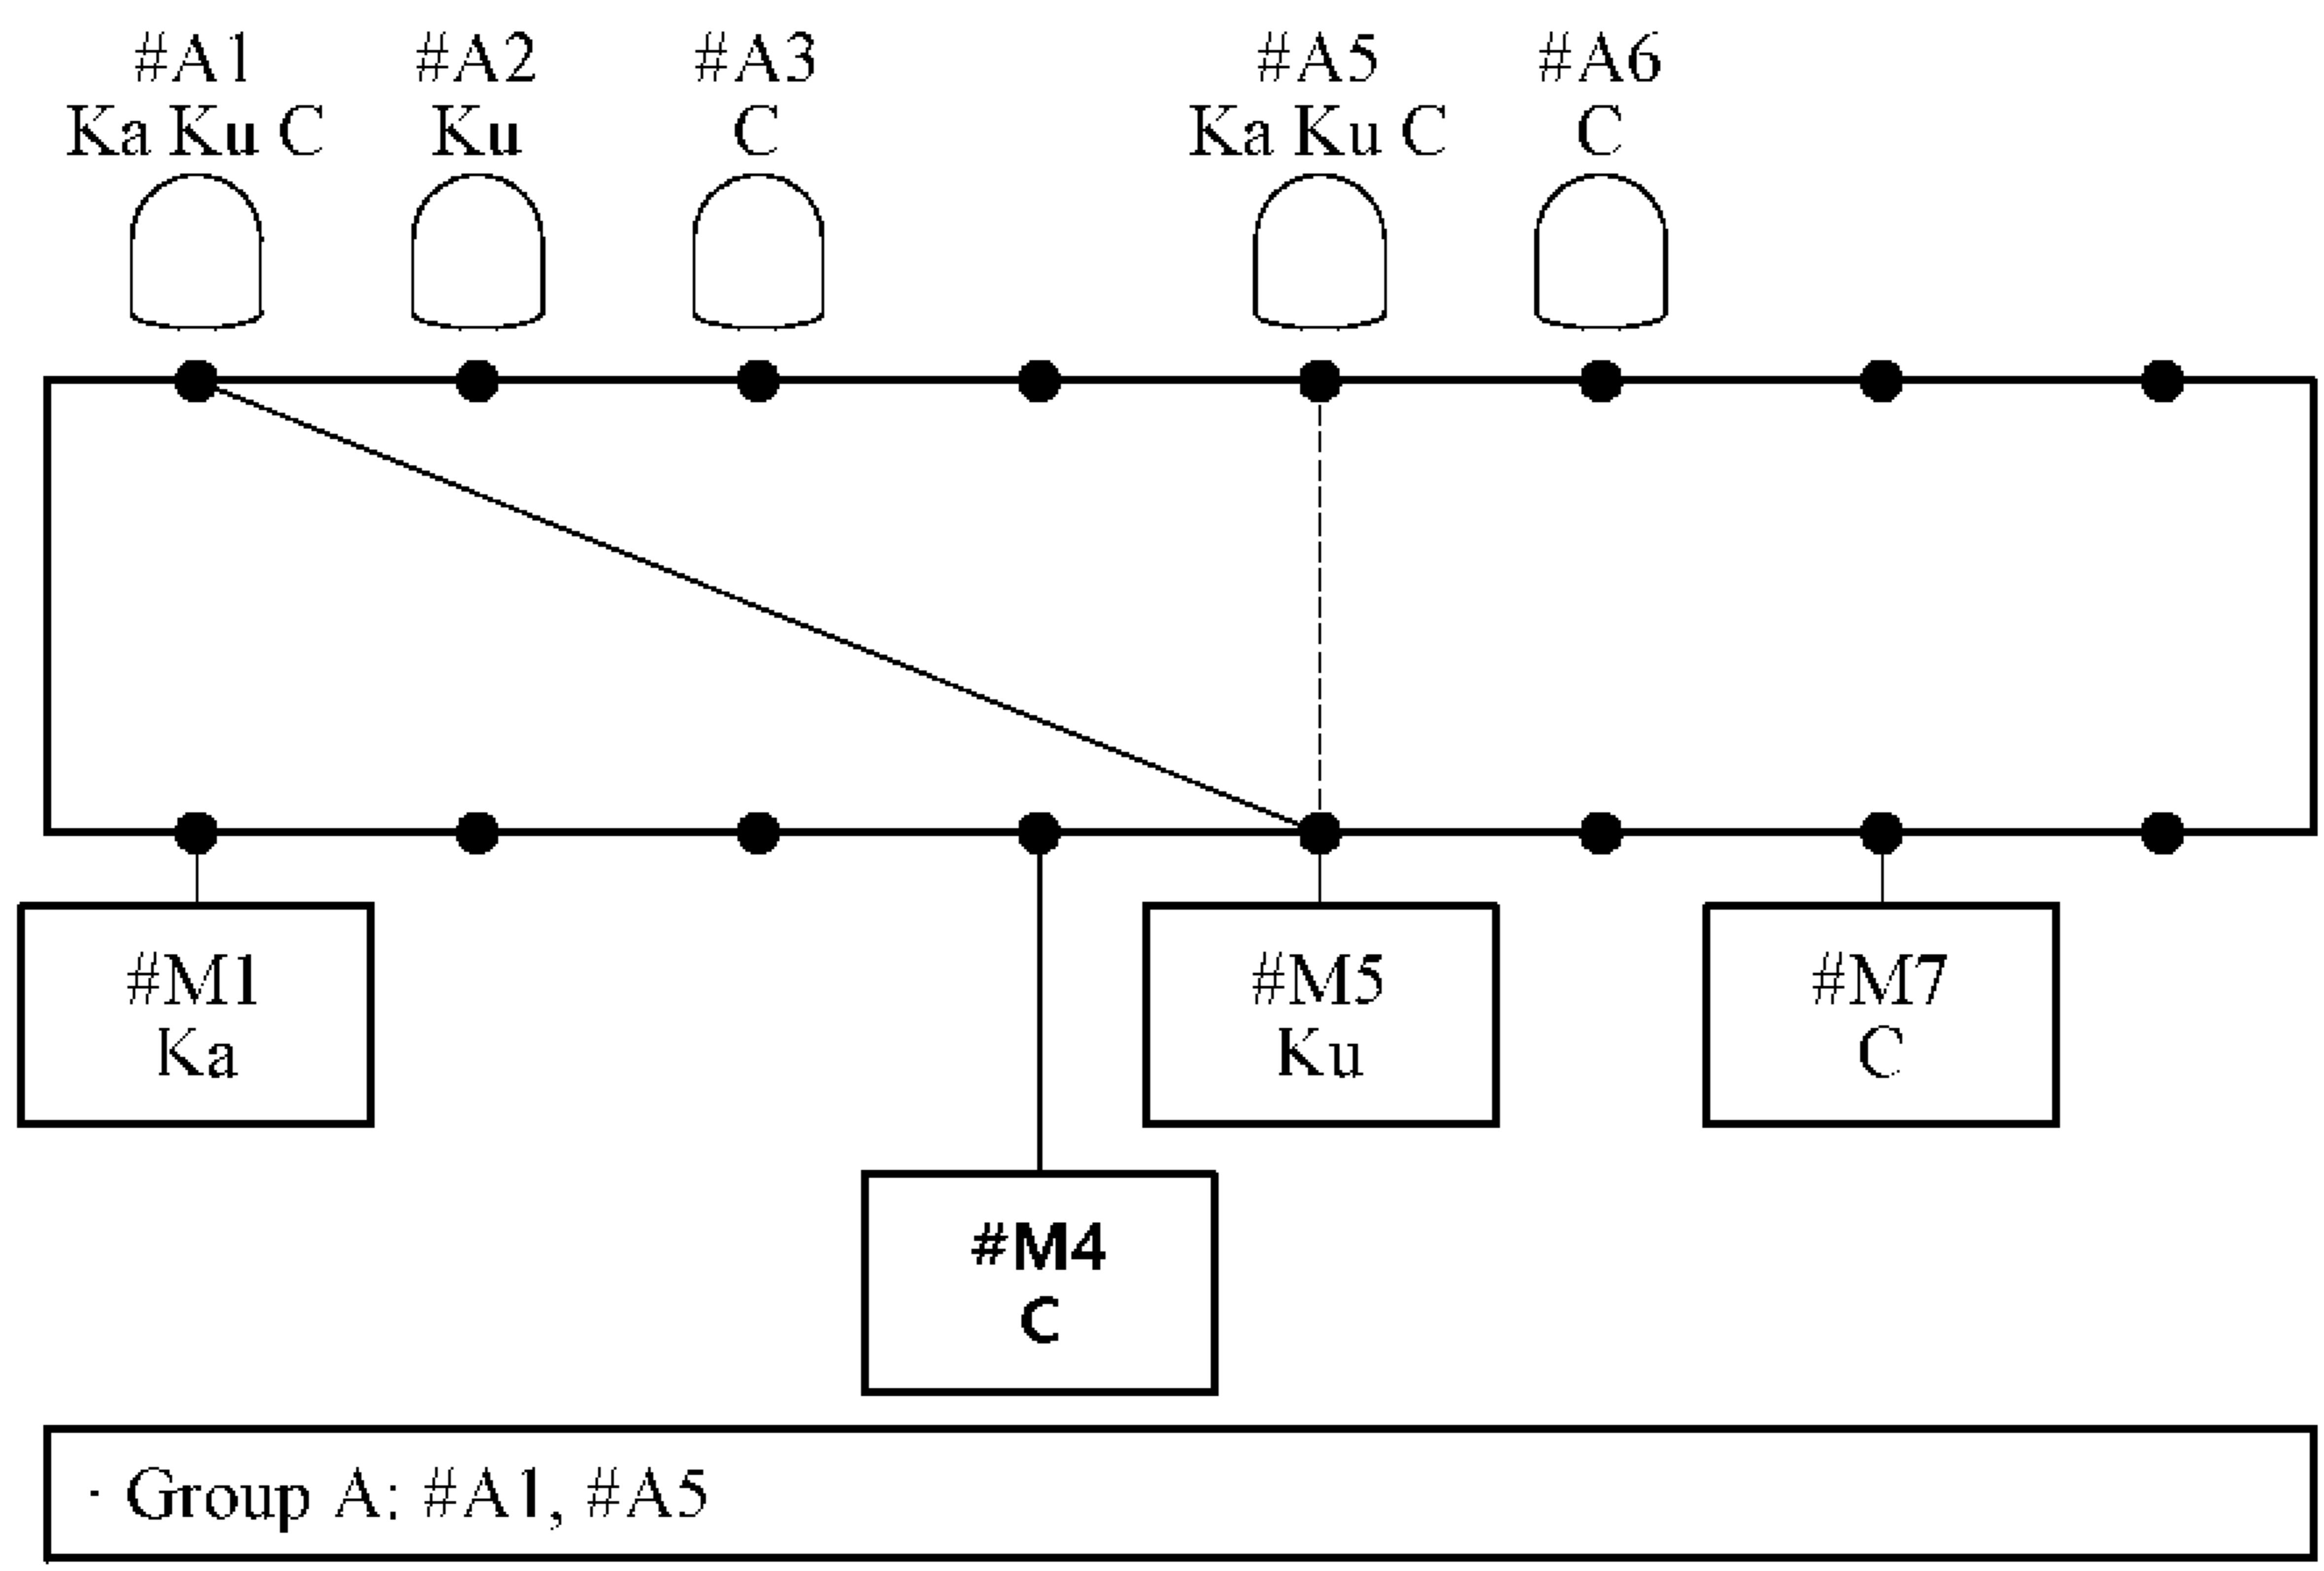 #A1 #A2 #A3 #A5 #A6
Ka Ku C Ku C Ka Ku C C
#M1 #M5 #M7
Ka Ku C
#M4
C
· Group A: #A1, #A5